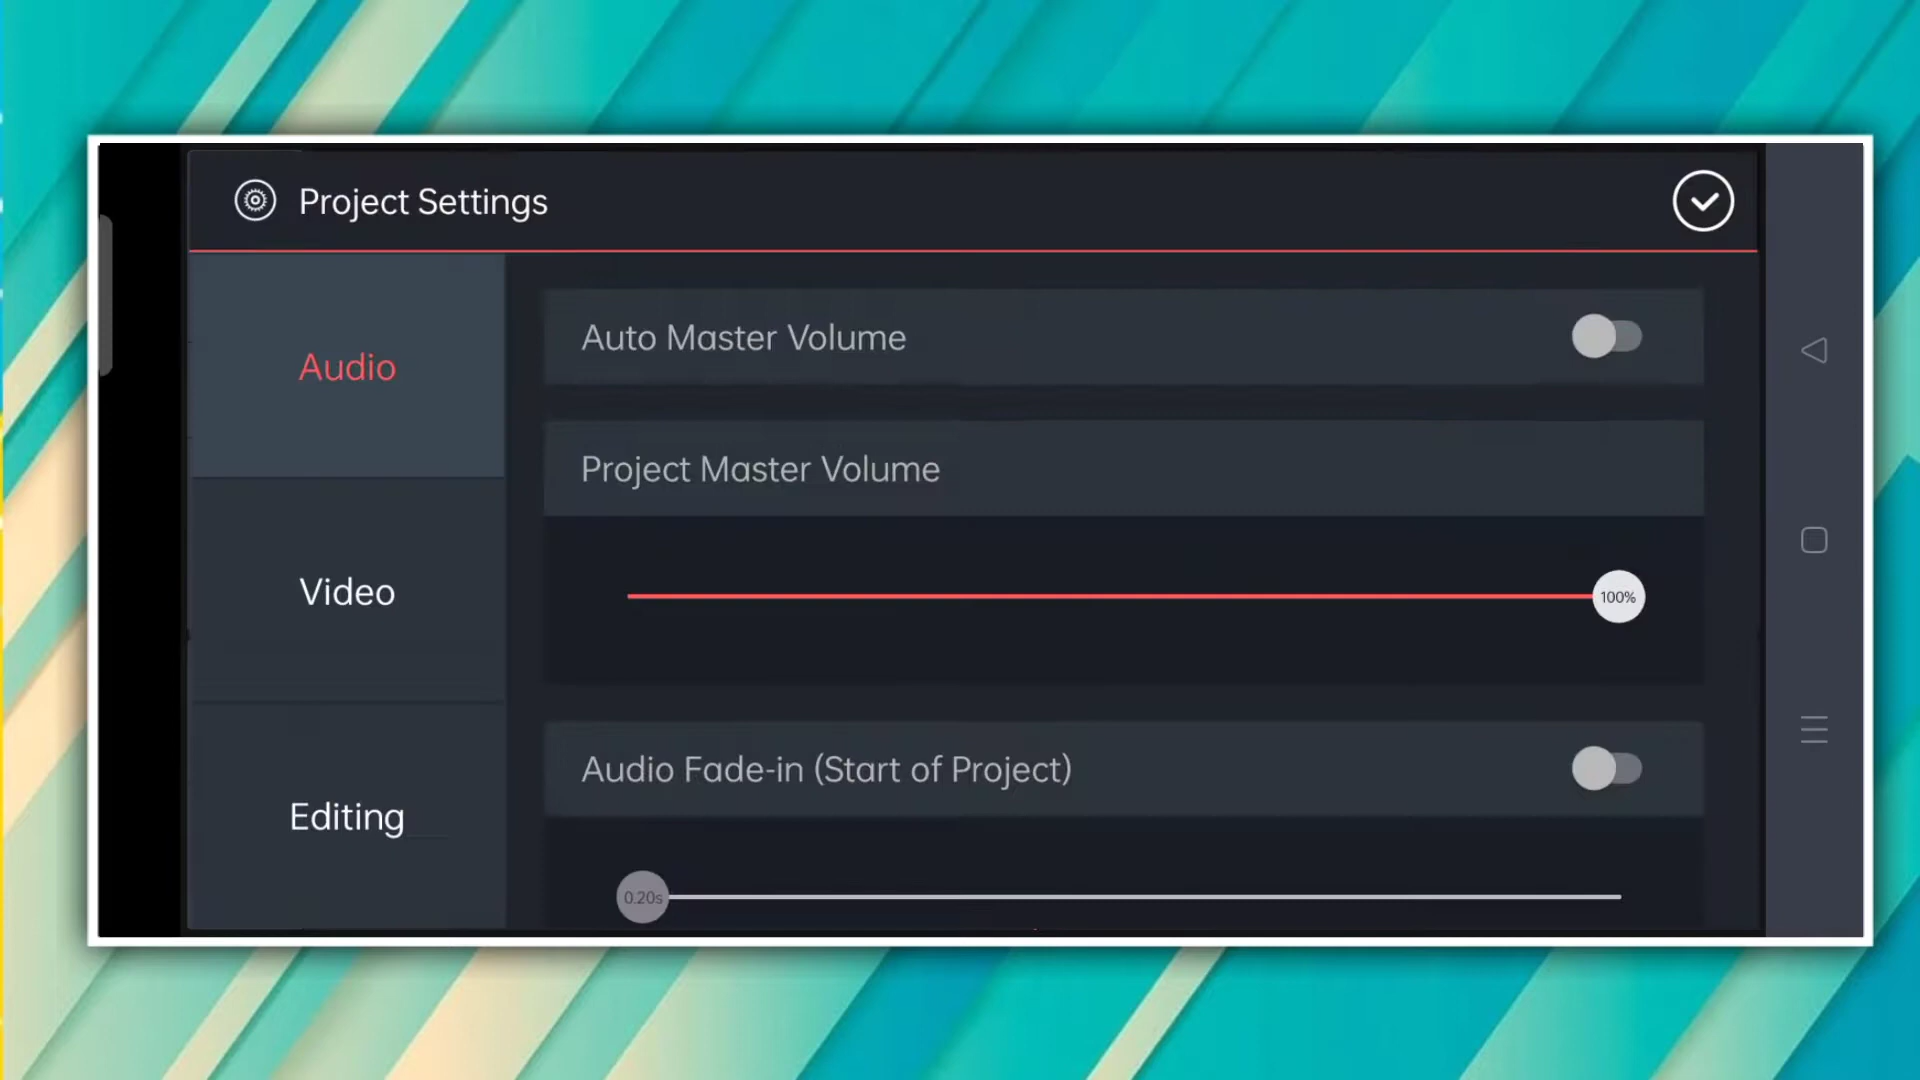 Project Settings
Audio
Auto Master Volume
Project Master Volume
100%
Video
Audio Fade-in (Start of Project)
Editing
0.20s